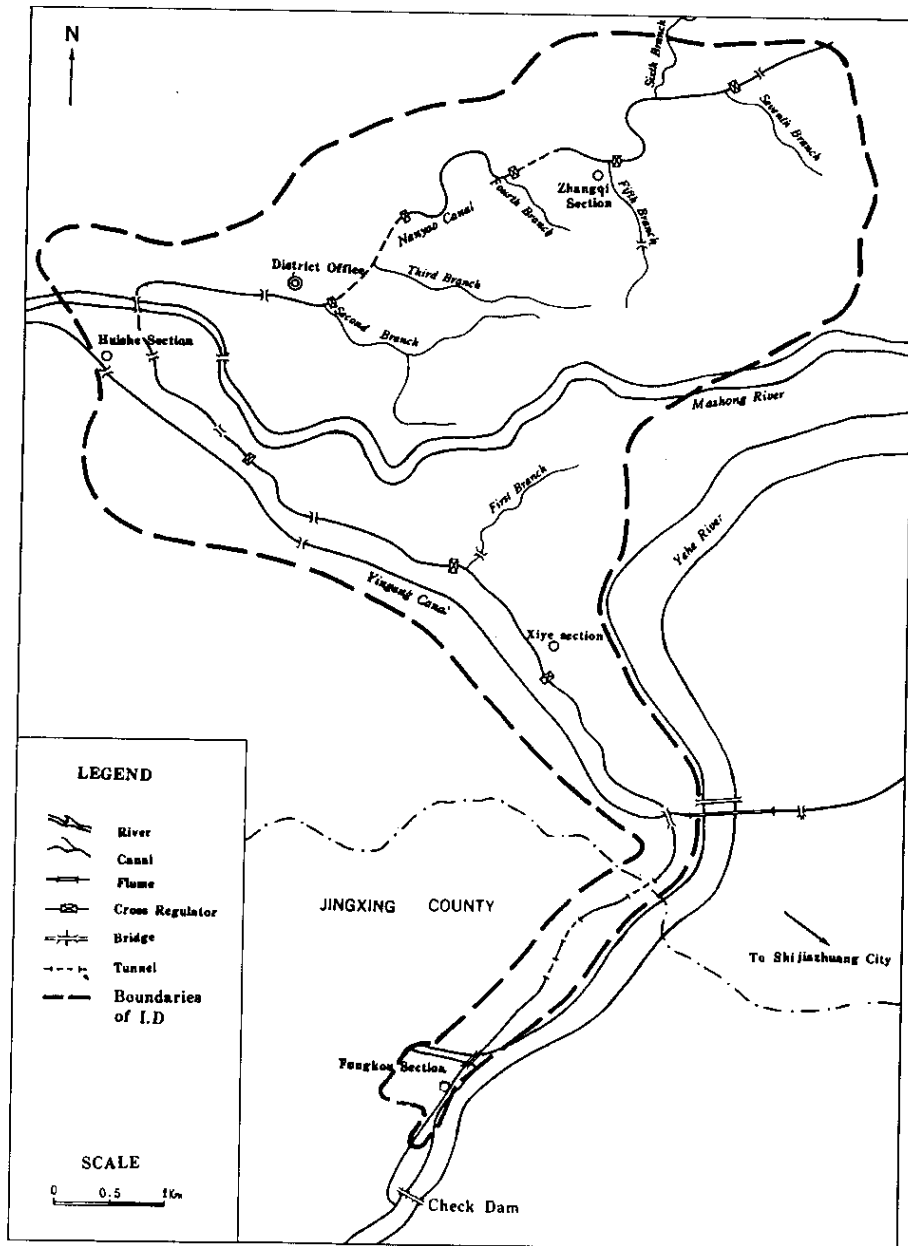 N
Sixth Branch
Seventh Branch
Zhangqi
Section
Fourth Branch
Fifth Branch
Nanyao Canal
District Office
Third Branch
Second Branch
Huishe Section
Mashong River
First Branch
Yehe River
Yingang Canal
Xiye section
LEGEND
River
Canal
Flume
Cross Regulator
Bridge
Tunnel
Boundaries
of I.D
JINGXING COUNTY
To Shijiazhuang City
Fungkou Section
SCALE
0 0.5 1Km
Check Dam